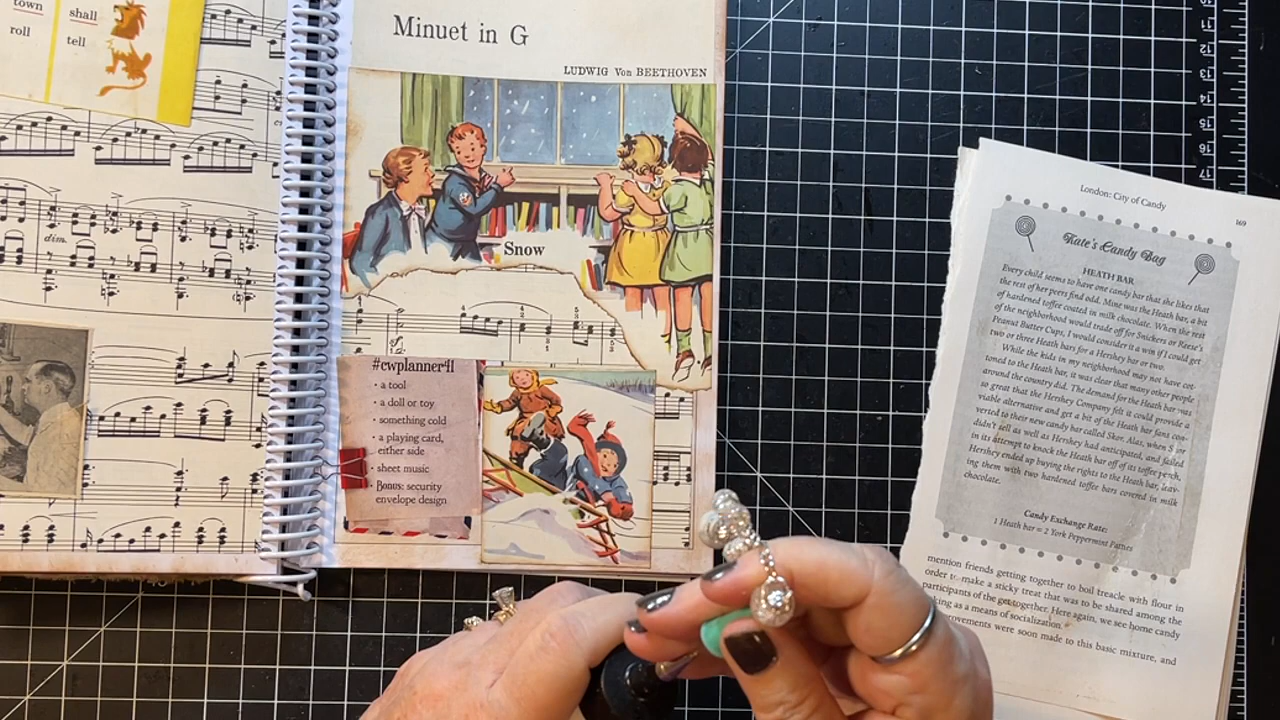 town
shall
roll
tell
Minuet in G
LUDWIG Von BEETHOVEN
dim.
Snow
#cwplanner41
• a tool
• a doll or toy
• something cold
• a playing card,
either side
• sheet music
• Bonus: security
envelope design
London: City of Candy
169
Kate's Candy Bag
HEATH BAR
Every child seems to have one candy bar that she likes that
the rest of her peers find odd. Mine was the Heath bar, a bit
of hardened toffee coated in milk chocolate. When the rest
of the neighborhood would trade off for Snickers or Reese's
Peanut Butter Cups, I would consider it a win if I could get
two or three Heath bars for a Hershey bar or two.
While the kids in my neighborhood may not have cot-
toned to the Heath bar, it was clear that many other people
around the country did. The demand for the Heath bar was
so great that the Hershey Company felt it could provide a
viable alternative and get a bit of the Heath bar fans con-
verted to their new candy bar called Skor. Alas, when Skor
didn't sell as well as Hershey had anticipated, and failed
in its attempt to knock the Heath bar off of its toffee perch,
Hershey ended up buying the rights to the Heath bar, leav-
ing them with two hardened toffee bars covered in milk
chocolate.
Candy Exchange Rate:
1 Heath bar = 2 York Peppermint Patties
mention friends getting together to boil treacle with flour in
order to make a sticky treat that was to be shared among the
participants of the get-together. Here again, we see home candy
as a means of socialization.
were soon made to this basic mixture, and
12
13
14
15
16
17